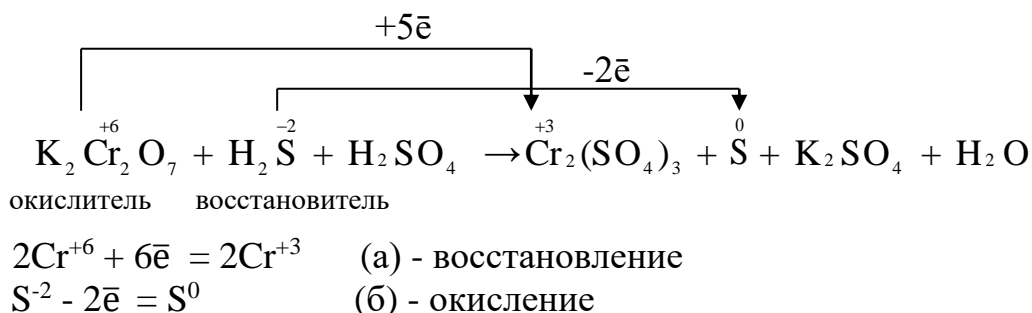 +5ē
-2ē
+6 −2 +3 0
K₂Cr₂O₇ + H₂S + H₂SO₄ →Cr₂(SO₄)₃ + S + K₂SO₄ + H₂O
окислитель восстановитель
2Cr⁺⁶ + 6ē = 2Cr⁺³ (а) - восстановление
S⁻² - 2ē = S⁰ (б) - окисление